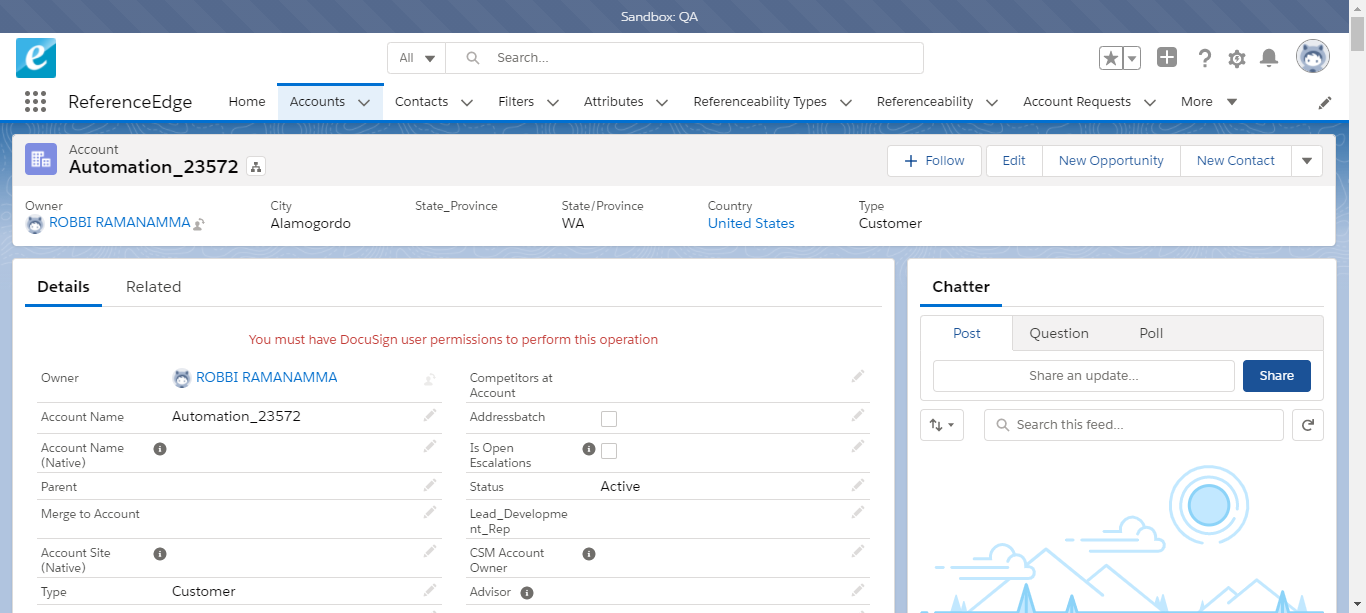 Sandbox: QA
All
Search...
ReferenceEdge
Home
Accounts
Contacts
Filters
Attributes
Referenceability Types
Referenceability
Account Requests
More
Account
Automation_23572
Follow
Edit
New Opportunity
New Contact
Owner
ROBBI RAMANAMMA
City
Alamogordo
State_Province
State/Province
WA
Country
United States
Type
Customer
Details
Related
You must have DocuSign user permissions to perform this operation
Owner
ROBBI RAMANAMMA
Account Name
Automation_23572
Account Name
(Native)
Parent
Merge to Account
Account Site
(Native)
Type
Customer
Competitors at
Account
Addressbatch
Is Open
Escalations
Status
Active
Lead_Developme
nt_Rep
CSM Account
Owner
Advisor
Chatter
Post
Question
Poll
Share an update...
Share
Search this feed...